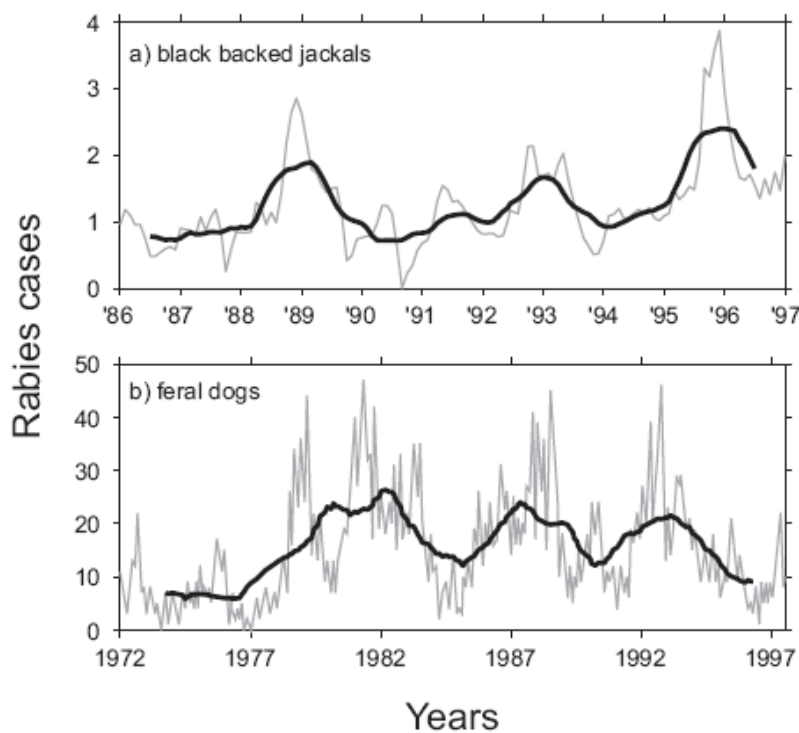 Rabies cases
a) black backed jackals
4
3
2
1
0
'86 '87 '88 '89 '90 '91 '92 '93 '94 '95 '96 '97
b) feral dogs
50
40
30
20
10
0
1972 1977 1982 1987 1992 1997
Years